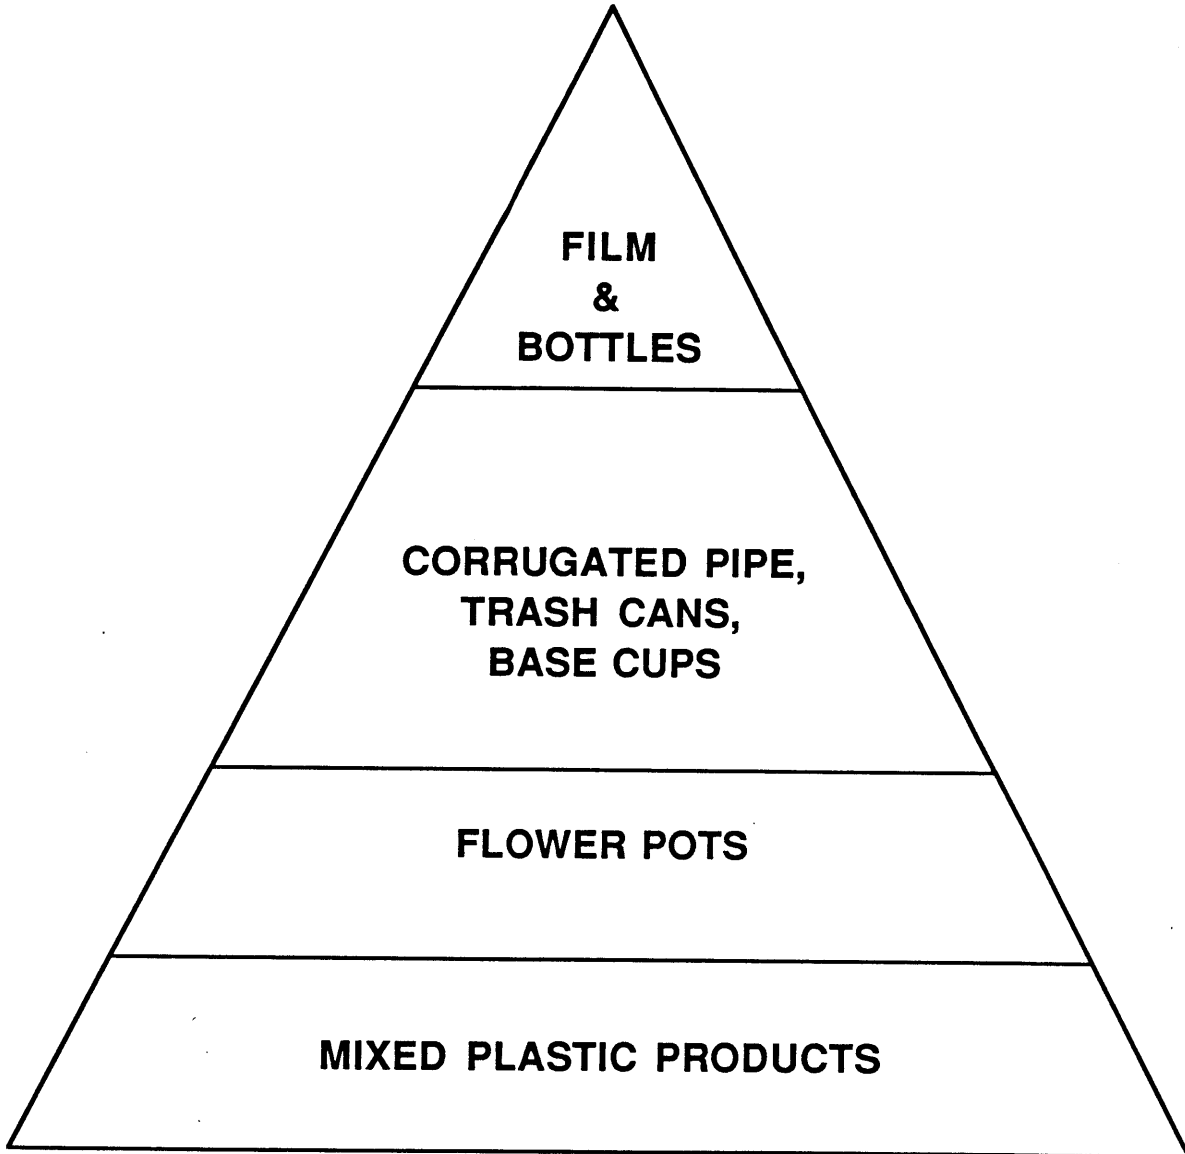 FILM
&
BOTTLES
CORRUGATED PIPE,
TRASH CANS,
BASE CUPS
FLOWER POTS
MIXED PLASTIC PRODUCTS